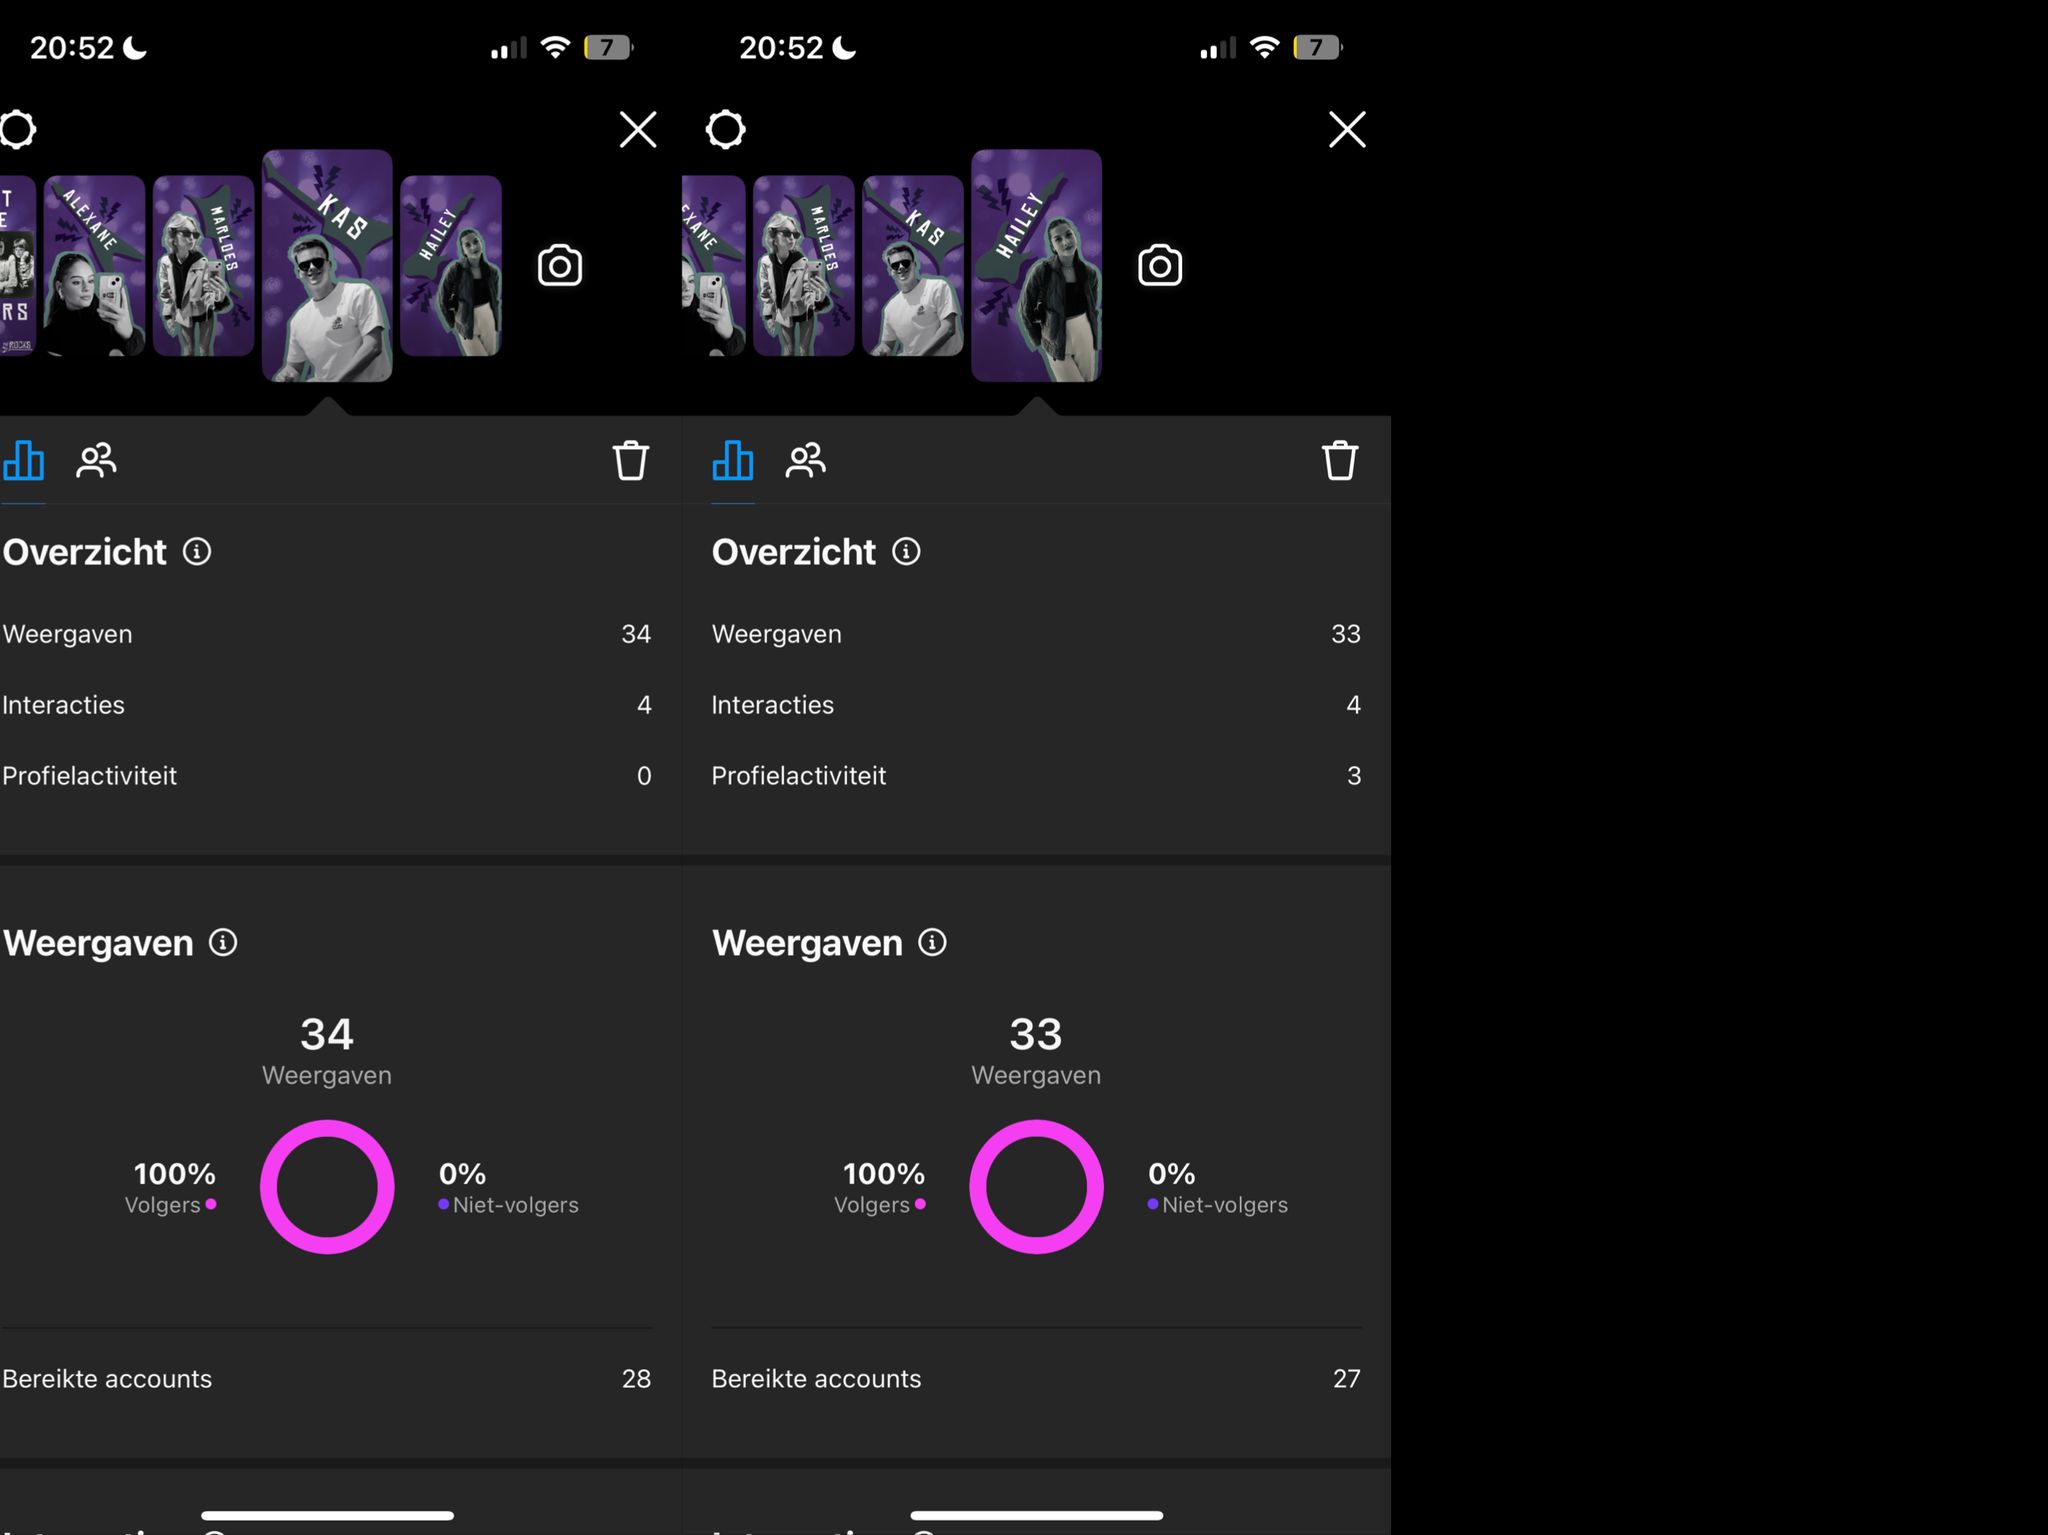 20:52
7
T
E
RS
ROCKS
ALEXANE
MARLOES
KAS
HAILEY
Overzicht
Weergaven 34
Interacties 4
Profielactiviteit 0
Weergaven
34
Weergaven
100%
Volgers
0%
Niet-volgers
Bereikte accounts 28
20:52
7
EXANE
MARLOES
KAS
HAILEY
Overzicht
Weergaven 33
Interacties 4
Profielactiviteit 3
Weergaven
33
Weergaven
100%
Volgers
0%
Niet-volgers
Bereikte accounts 27